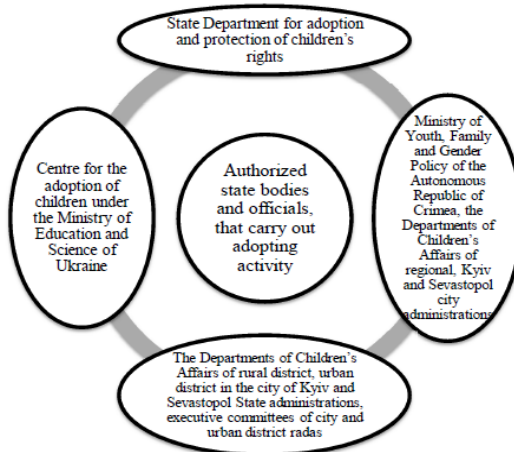 State Department for adoption
and protection of children's
rights
Ministry of
Youth, Family
and Gender
Policy of the
Autonomous
Republic of
Crimea, the
Departments of
Children's
Affairs of
regional, Kyiv
and Sevastopol
city
administrations
Centre for the
adoption of
children under
the Ministry of
Education and
Science of
Ukraine
Authorized
state bodies
and officials,
that carry out
adopting
activity
The Departments of Children's
Affairs of rural district, urban
district in the city of Kyiv and
Sevastopol State administrations,
executive committees of city and
urban district radas